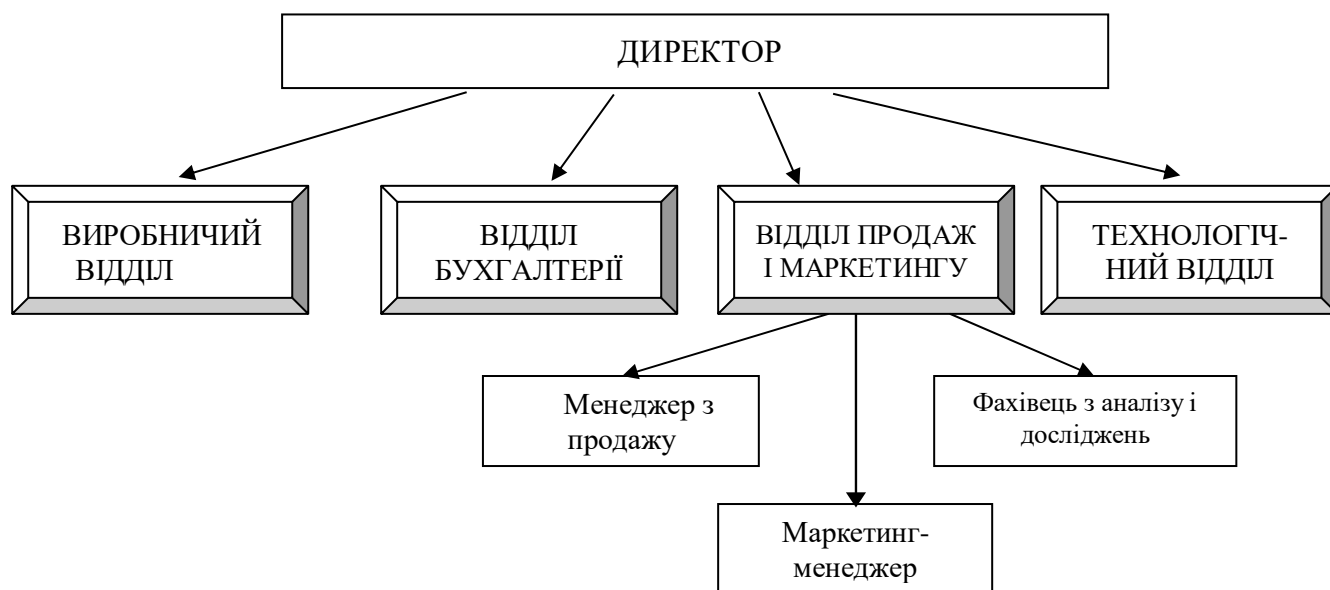 ДИРЕКТОР
ВИРОБНИЧИЙ
ВІДДІЛ
ВІДДІЛ
БУХГАЛТЕРІЇ
ВІДДІЛ ПРОДАЖ
І МАРКЕТИНГУ
ТЕХНОЛОГІЧ-
НИЙ ВІДДІЛ
Менеджер з
продажу
Фахівець з аналізу і
досліджень
Маркетинг-
менеджер